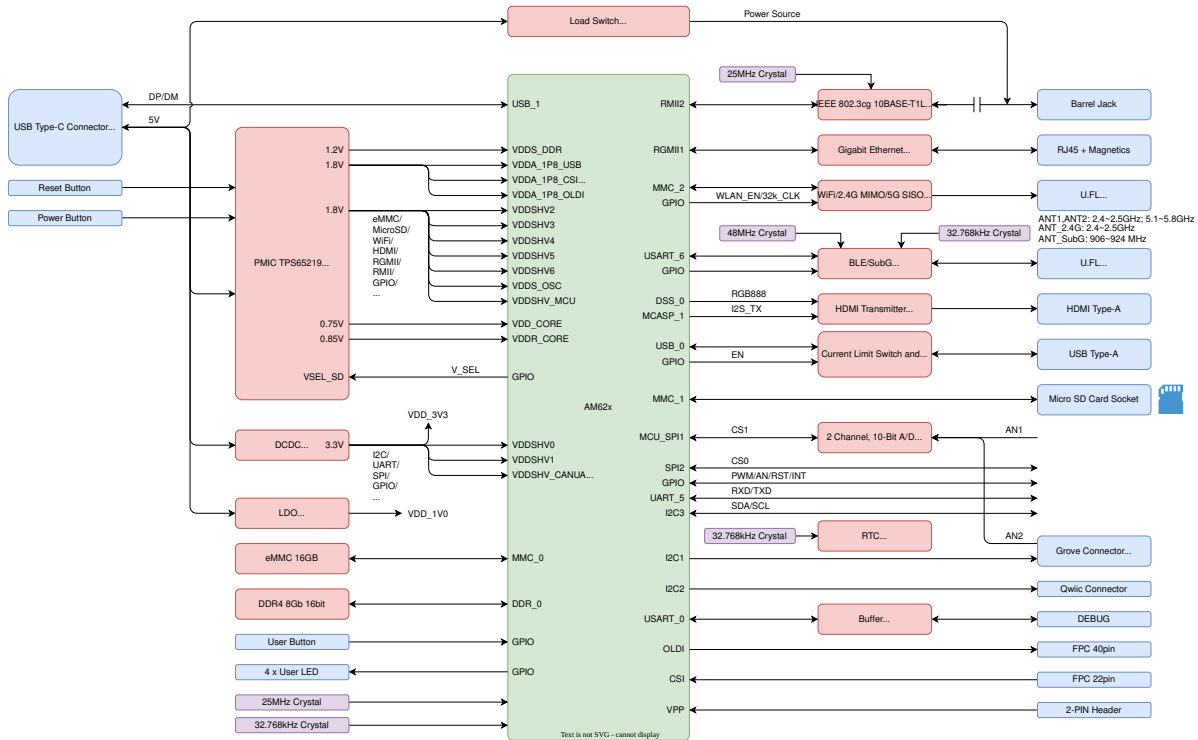 Load Switch...
Power Source
25MHz Crystal
USB Type-C Connector...
DP/DM
5V
USB_1
RMII2
IEEE 802.3cg 10BASE-T1L...
Barrel Jack
1.2V
VDDS_DDR
RGMII1
Gigabit Ethernet...
RJ45 + Magnetics
1.8V
VDDA_1P8_USB
VDDA_1P8_CSI...
VDDA_1P8_OLDI
Reset Button
Power Button
MMC_2
GPIO
WLAN_EN/32k_CLK
WiFi/2.4G MIMO/5G SISO...
U.FL...
ANT1,ANT2: 2.4~2.5GHz; 5.1~5.8GHz
ANT_2.4G: 2.4~2.5GHz
ANT_SubG: 906~924 MHz
1.8V
eMMC/
MicroSD/
WiFi/
HDMI/
RGMII/
RMII/
GPIO/
...
VDDSHV2
VDDSHV3
VDDSHV4
VDDSHV5
VDDSHV6
VDDS_OSC
VDDSHV_MCU
48MHz Crystal
32.768kHz Crystal
PMIC TPS65219...
USART_6
GPIO
BLE/SubG...
U.FL...
DSS_0
RGB888
MCASP_1
I2S_TX
HDMI Transmitter...
HDMI Type-A
0.75V
VDD_CORE
0.85V
VDDR_CORE
USB_0
GPIO
EN
Current Limit Switch and...
USB Type-A
VSEL_SD
V_SEL
GPIO
AM62x
MMC_1
Micro SD Card Socket
VDD_3V3
DCDC...
3.3V
I2C/
UART/
SPI/
GPIO/
...
VDDSHV0
VDDSHV1
VDDSHV_CANUA...
MCU_SPI1
CS1
2 Channel, 10-Bit A/D...
AN1
SPI2
CS0
GPIO
PWM/AN/RST/INT
UART_5
RXD/TXD
I2C3
SDA/SCL
LDO...
VDD_1V0
32.768kHz Crystal
RTC...
AN2
Grove Connector...
eMMC 16GB
MMC_0
I2C1
I2C2
Qwiic Connector
DDR4 8Gb 16bit
DDR_0
USART_0
Buffer...
DEBUG
User Button
GPIO
OLDI
FPC 40pin
4 x User LED
GPIO
CSI
FPC 22pin
25MHz Crystal
VPP
2-PIN Header
32.768kHz Crystal
Text is not SVG - cannot display